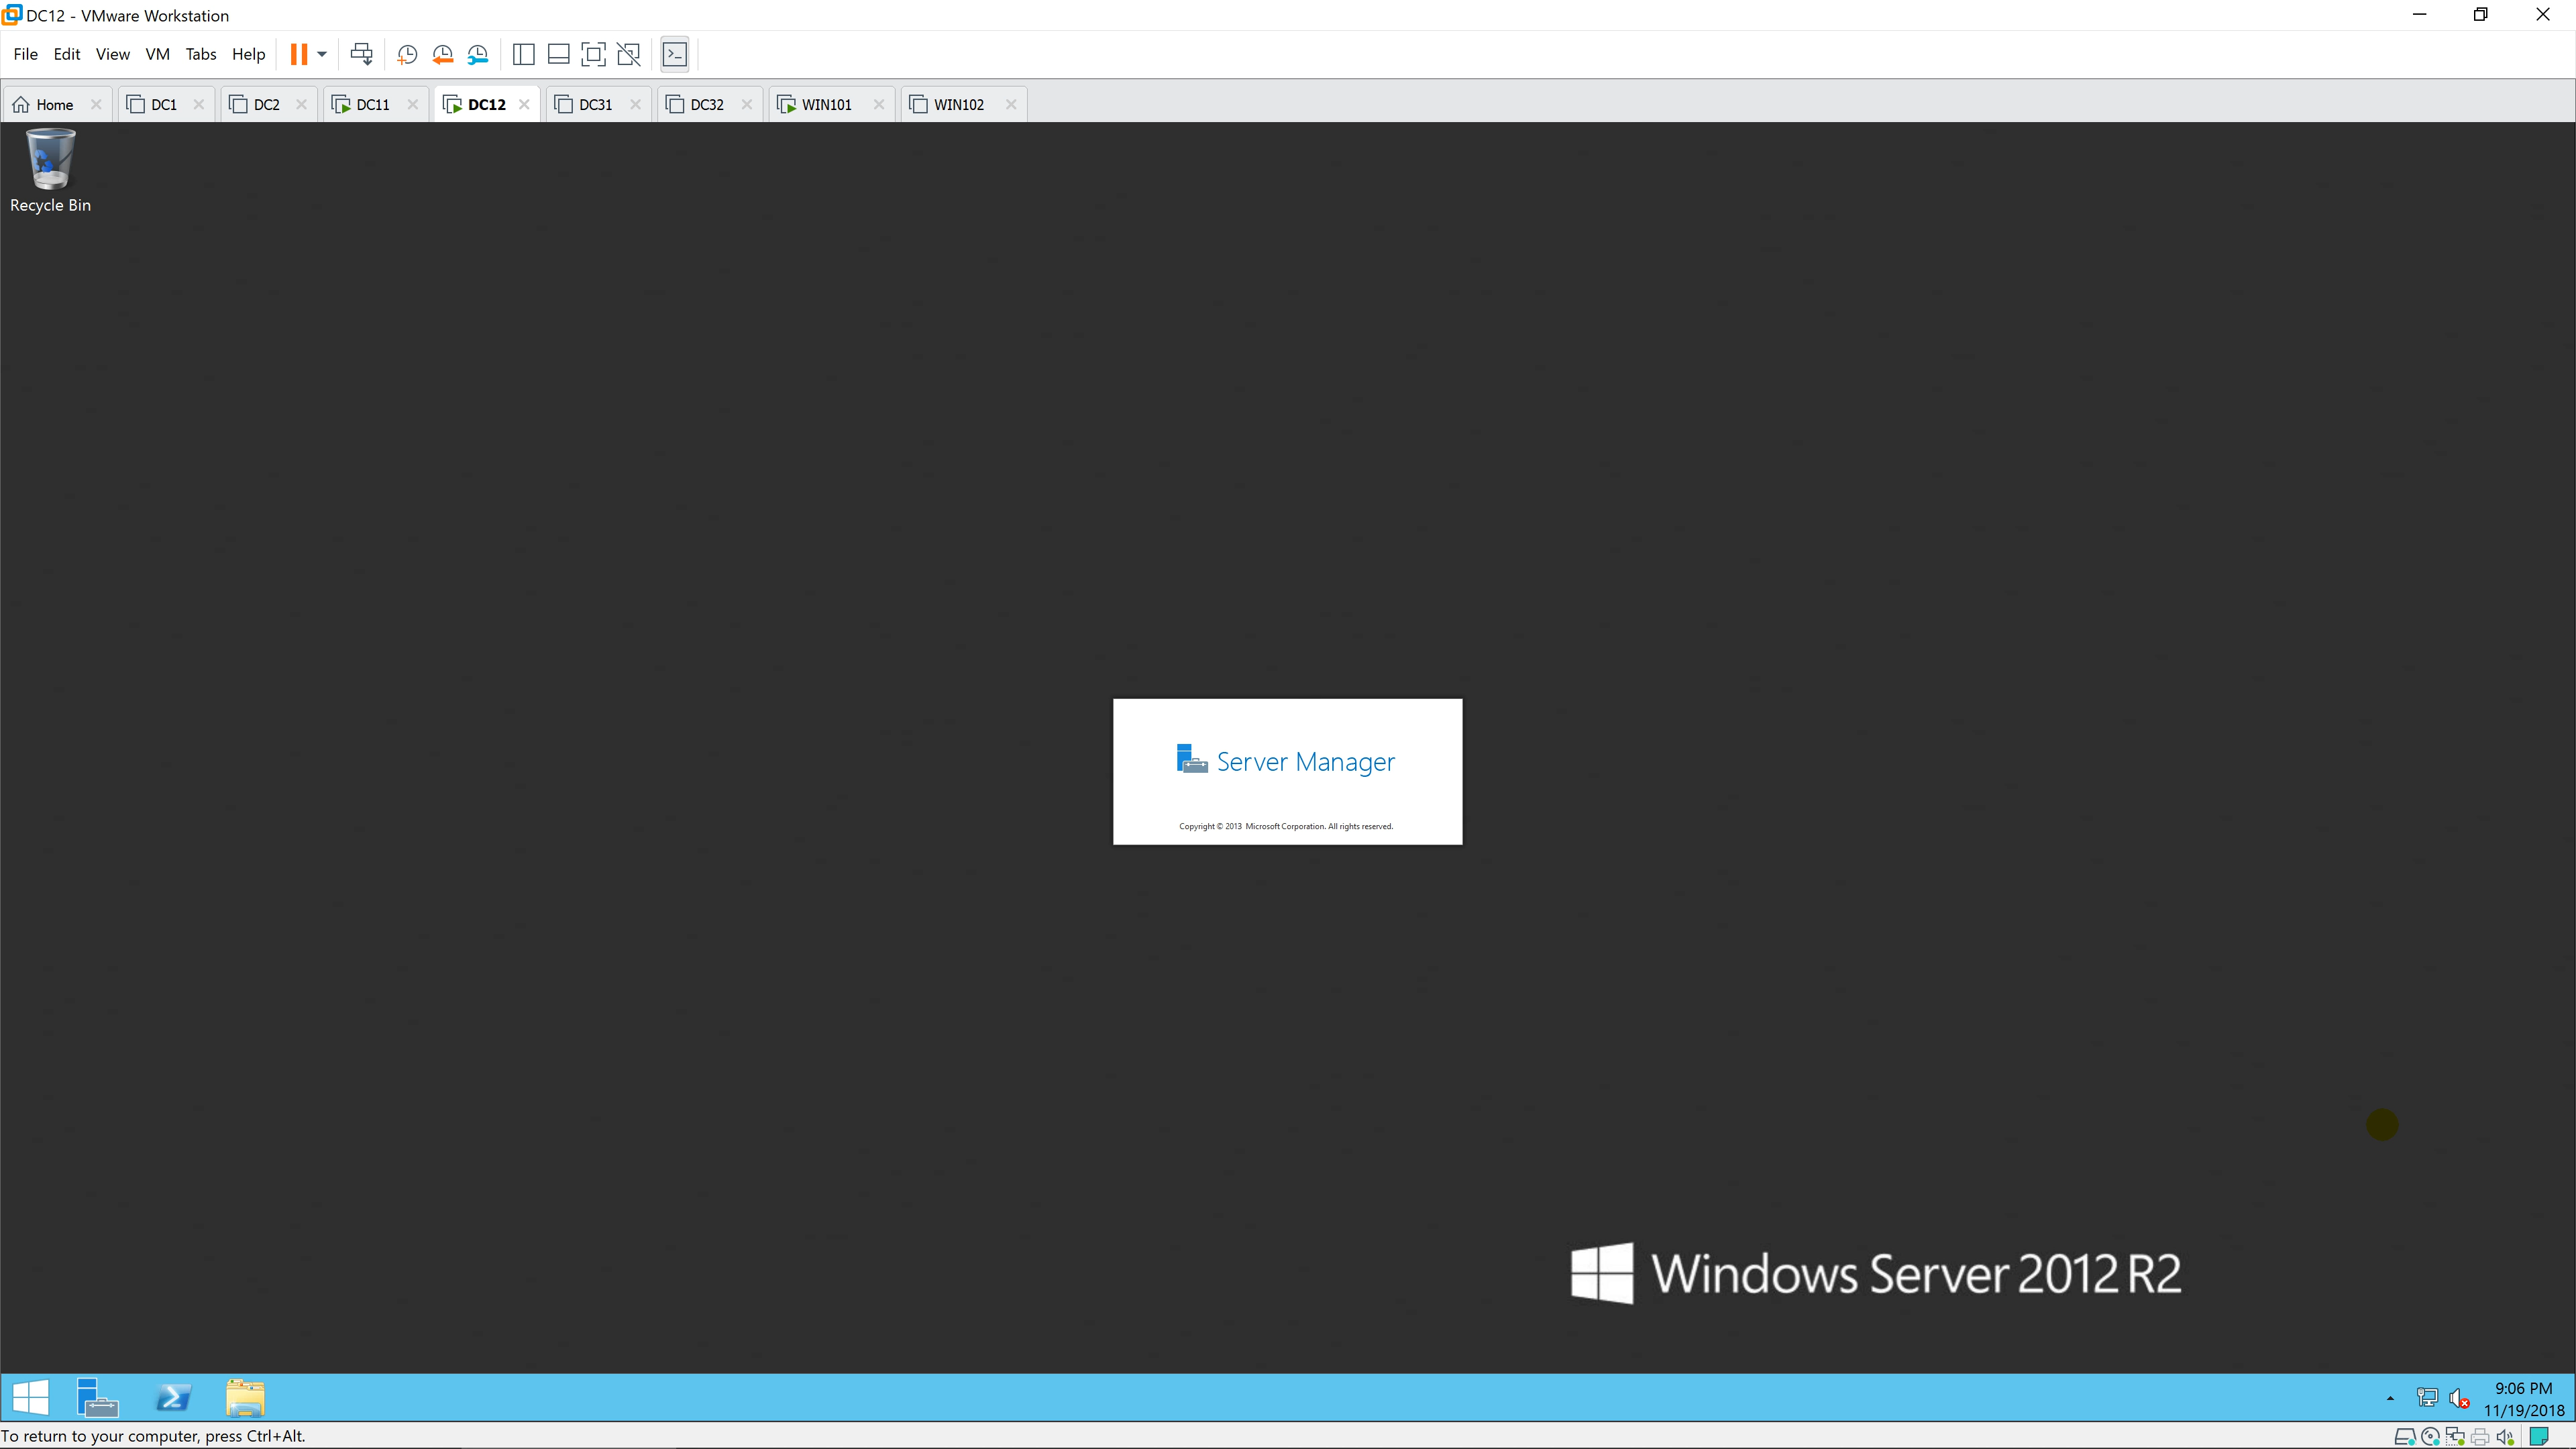 DC12 - VMware Workstation
File Edit View VM Tabs Help
Home DC1 DC2 DC11 DC12 DC31 DC32 WIN101 WIN102
Recycle Bin
Server Manager
Copyright © 2013 Microsoft Corporation. All rights reserved.
Windows Server 2012 R2
9:06 PM
11/19/2018
To return to your computer, press Ctrl+Alt.